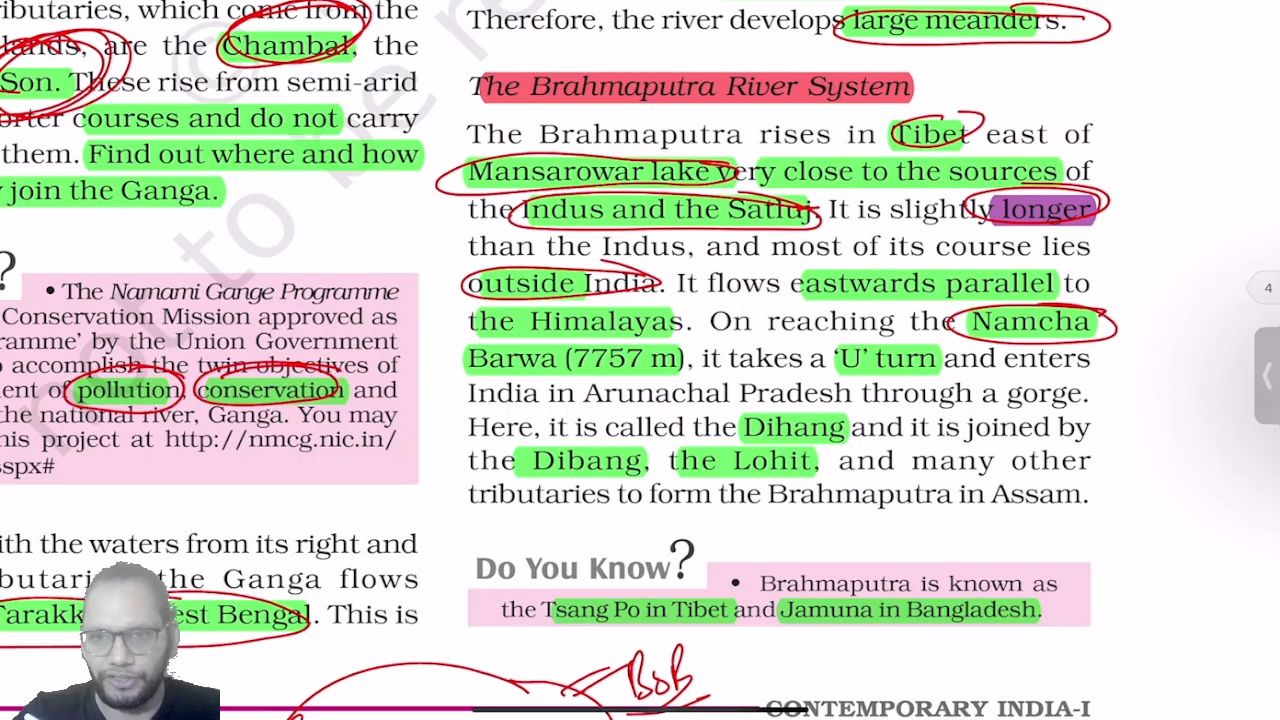 ributaries, which come from the
lands, are the Chambal, the
Son. These rise from semi-arid
orter courses and do not carry
them. Find out where and how
y join the Ganga.
?
• The Namami Gange Programme
Conservation Mission approved as
ramme’ by the Union Government
o accomplish the twin objectives of
ent of pollution, conservation and
the national river, Ganga. You may
his project at http://nmcg.nic.in/
spx#
ith the waters from its right and
butari the Ganga flows
Farakk est Bengal. This is
Therefore, the river develops large meanders.
The Brahmaputra River System
The Brahmaputra rises in Tibet east of
Mansarowar lake very close to the sources of
the Indus and the Satluj. It is slightly longer
than the Indus, and most of its course lies
outside India. It flows eastwards parallel to
the Himalayas. On reaching the Namcha
Barwa (7757 m), it takes a ‘U’ turn and enters
India in Arunachal Pradesh through a gorge.
Here, it is called the Dihang and it is joined by
the Dibang, the Lohit, and many other
tributaries to form the Brahmaputra in Assam.
Do You Know?
• Brahmaputra is known as
the Tsang Po in Tibet and Jamuna in Bangladesh.
BoB
CONTEMPORARY INDIA-I
4
not to be re